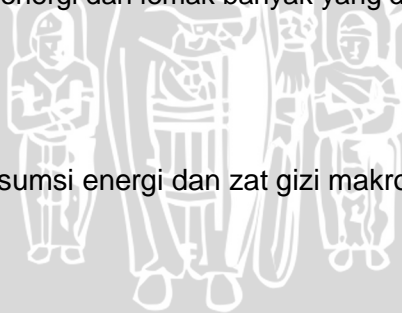 energi dan lemak banyak yang
sumsi energi dan zat gizi makro